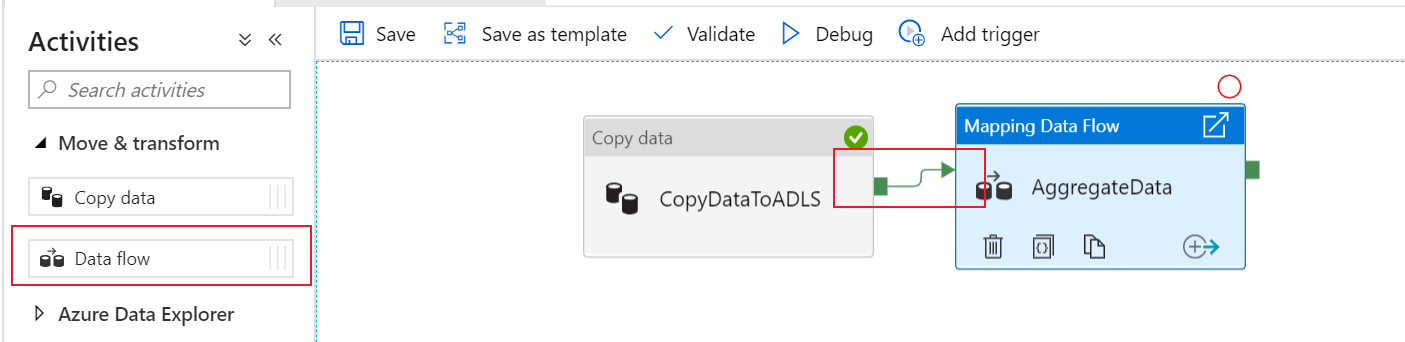 Activities
Search activities
Move & transform
Copy data
Data flow
Azure Data Explorer
Save Save as template Validate Debug Add trigger
Copy data
CopyDataToADLS
Mapping Data Flow
AggregateData